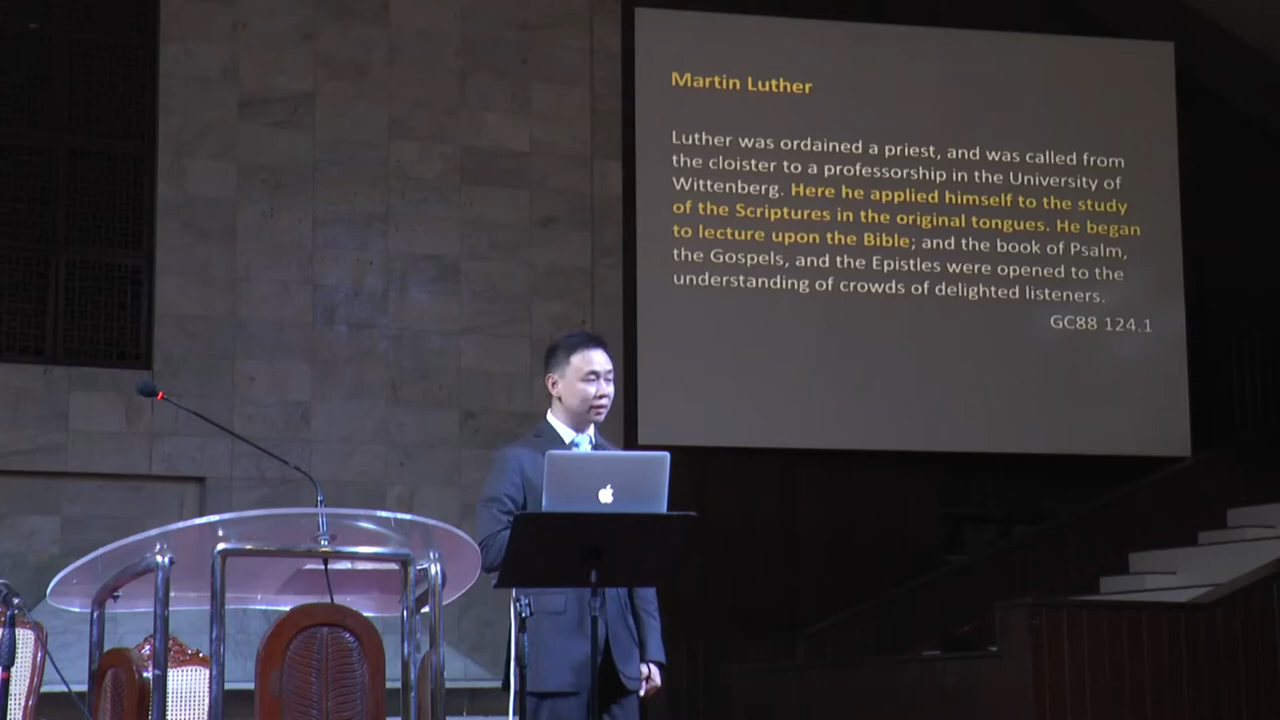 Martin Luther
Luther was ordained a priest, and was called from
the cloister to a professorship in the University of
Wittenberg. Here he applied himself to the study
of the Scriptures in the original tongues. He began
to lecture upon the Bible; and the book of Psalm,
the Gospels, and the Epistles were opened to the
understanding of crowds of delighted listeners.
GC88 124.1